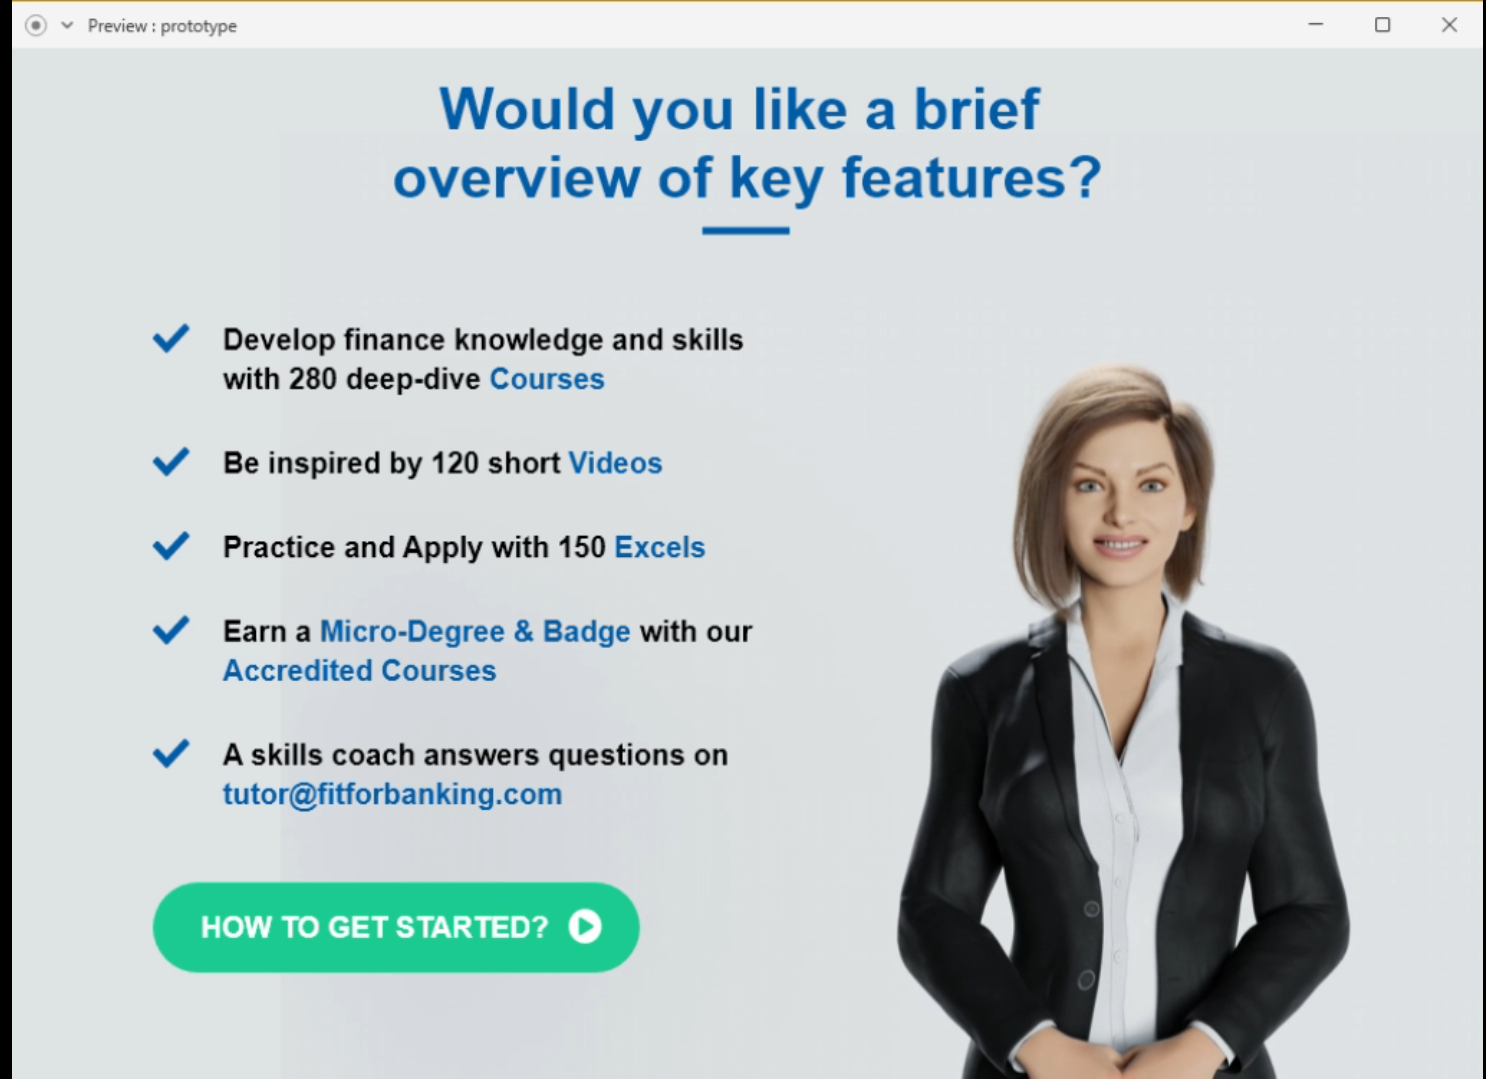 Preview : prototype
Would you like a brief
overview of key features?
Develop finance knowledge and skills
with 280 deep-dive Courses
Be inspired by 120 short Videos
Practice and Apply with 150 Excels
Earn a Micro-Degree & Badge with our
Accredited Courses
A skills coach answers questions on
tutor@fitforbanking.com
HOW TO GET STARTED?